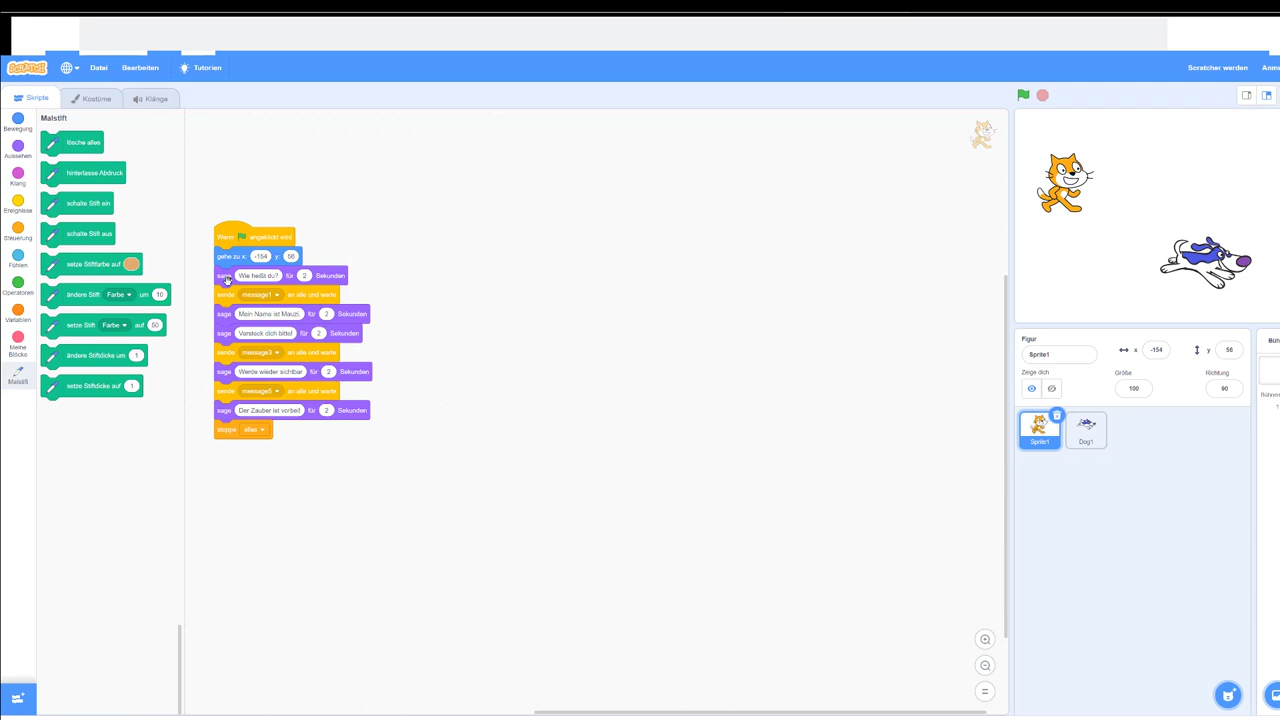 SCRATCH Datei Bearbeiten Tutorien Scratcher werden Anm
Skripte Kostüme Klänge
Bewegung
Aussehen
Klang
Ereignisse
Steuerung
Fühlen
Operatoren
Variablen
Meine
Blöcke
Malstift
Malstift
lösche alles
hinterlasse Abdruck
schalte Stift ein
schalte Stift aus
setze Stiftfarbe auf
ändere Stift Farbe um 10
setze Stift Farbe auf 50
ändere Stiftdicke um 1
setze Stiftdicke auf 1
Wenn angeklickt wird
gehe zu x: -154 y: 56
sage Wie heißt du? für 2 Sekunden
sende message1 an alle und warte
sage Mein Name ist Mauzi. für 2 Sekunden
sage Versteck dich bitte! für 2 Sekunden
sende message3 an alle und warte
sage Werde wieder sichtbar für 2 Sekunden
sende message5 an alle und warte
sage Der Zauber ist vorbei! für 2 Sekunden
stoppe alles
Figur
Sprite1 x -154 y 56
Zeige dich Größe Richtung
100 90
Sprite1 Dog1
Büh
Bühnen